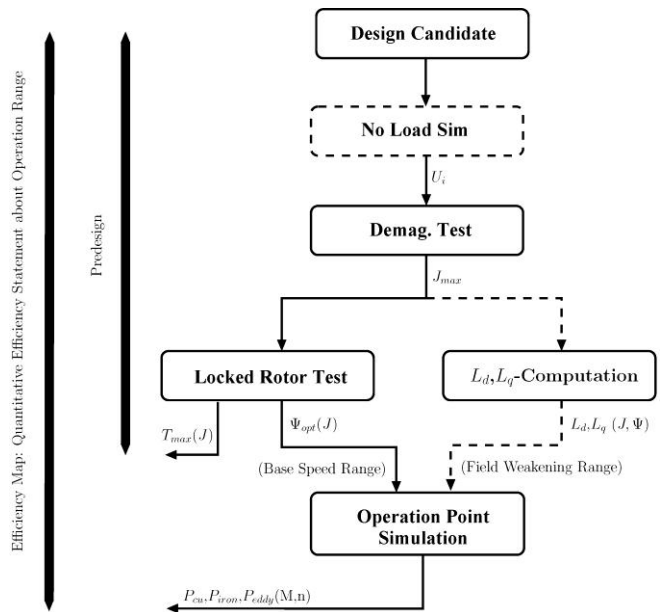 Efficiency Map: Quantitative Efficiency Statement about Operation Range
Predesign
Design Candidate
No Load Sim
U_i
Demag. Test
J_max
Locked Rotor Test
L_d,L_q-Computation
T_max(J)
Ψ_opt(J)
L_d,L_q (J,Ψ)
(Base Speed Range)
(Field Weakening Range)
Operation Point
Simulation
P_cu,P_iron,P_eddy(M,n)